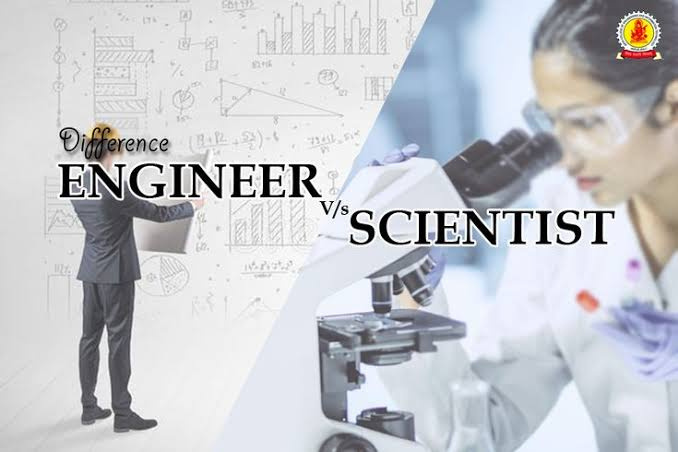 Difference
ENGINEER
V/s
SCIENTIST